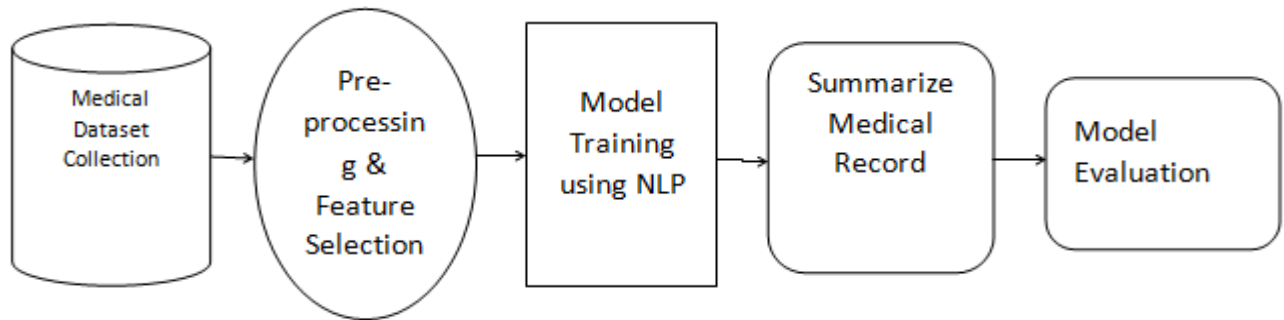 Medical
Dataset
Collection
Pre-
processin
g &
Feature
Selection
Model
Training
using NLP
Summarize
Medical
Record
Model
Evaluation